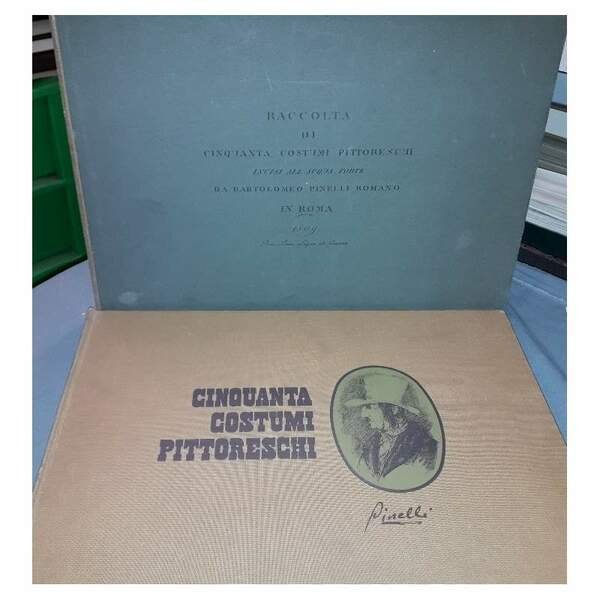 RACCOLTA
DI
CINQUANTA COSTUMI PITTORESCHI
INCISI ALL'ACQUA FORTE
DA BARTOLOMEO PINELLI ROMANO
IN ROMA
1809
CINQUANTA
COSTUMI
PITTORESCHI
Pinelli